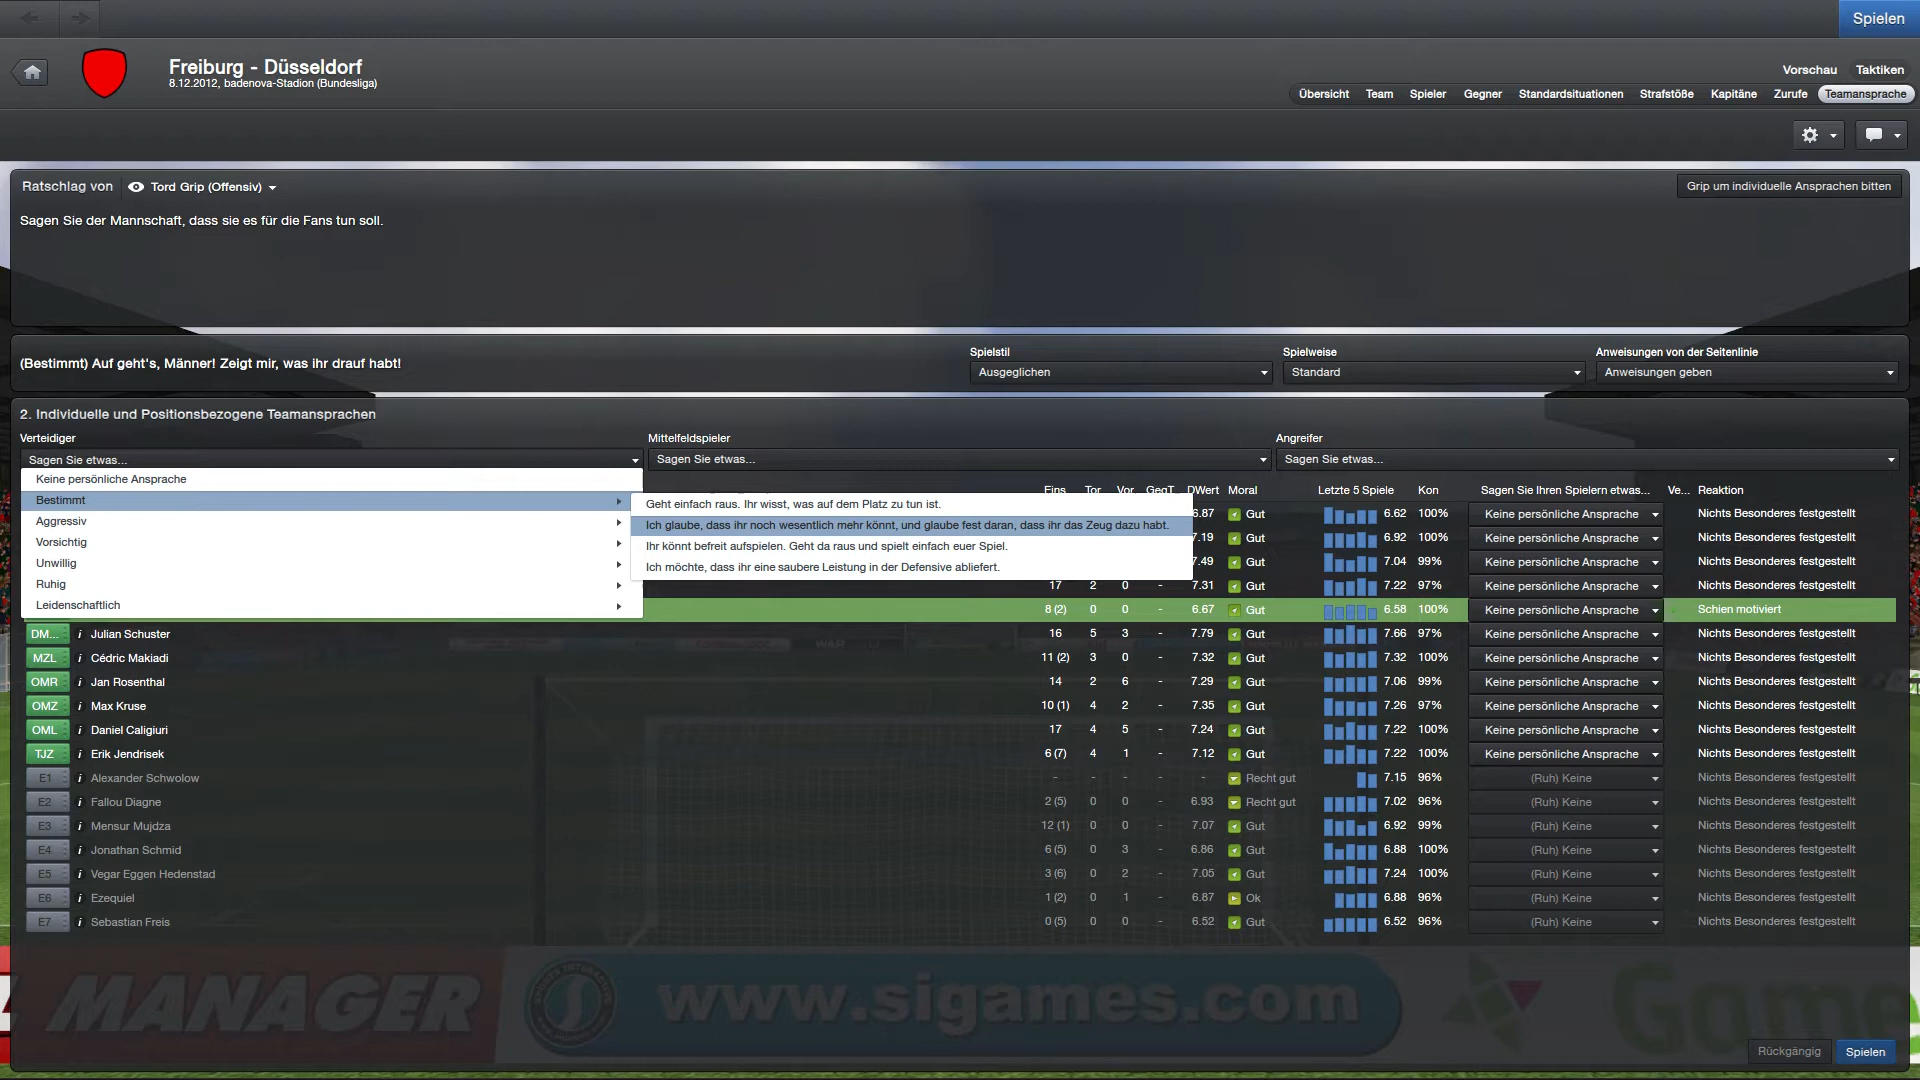 Spielen
Freiburg - Düsseldorf
8.12.2012, badenova-Stadion (Bundesliga)
Vorschau Taktiken
Übersicht Team Spieler Gegner Standardsituationen Strafstöße Kapitäne Zurufe Teamansprache
Ratschlag von Tord Grip (Offensiv) Grip um individuelle Ansprachen bitten
Sagen Sie der Mannschaft, dass sie es für die Fans tun soll.
(Bestimmt) Auf geht's, Männer! Zeigt mir, was ihr drauf habt!
Spielstil Spielweise Anweisungen von der Seitenlinie
Ausgeglichen Standard Anweisungen geben
2. Individuelle und Positionsbezogene Teamansprachen
Verteidiger Mittelfeldspieler Angreifer
Sagen Sie etwas... Sagen Sie etwas... Sagen Sie etwas...
Keine persönliche Ansprache
Bestimmt
Aggressiv
Vorsichtig
Unwillig
Ruhig
Leidenschaftlich
Geht einfach raus. Ihr wisst, was auf dem Platz zu tun ist.
Ich glaube, dass ihr noch wesentlich mehr könnt, und glaube fest daran, dass ihr das Zeug dazu habt.
Ihr könnt befreit aufspielen. Geht da raus und spielt einfach euer Spiel.
Ich möchte, dass ihr eine saubere Leistung in der Defensive abliefert.
Eins Tor Vor GegT DWert Moral Letzte 5 Spiele Kon Sagen Sie Ihren Spielern etwas... Ve... Reaktion
6.87 Gut 6.62 100% Keine persönliche Ansprache Nichts Besonderes festgestellt
7.19 Gut 6.92 100% Keine persönliche Ansprache Nichts Besonderes festgestellt
7.49 Gut 7.04 99% Keine persönliche Ansprache Nichts Besonderes festgestellt
17 2 0 - 7.31 Gut 7.22 97% Keine persönliche Ansprache Nichts Besonderes festgestellt
8 (2) 0 0 - 6.67 Gut 6.58 100% Keine persönliche Ansprache Schien motiviert
DM... i Julian Schuster 16 5 3 - 7.79 Gut 7.66 97% Keine persönliche Ansprache Nichts Besonderes festgestellt
MZL i Cédric Makiadi 11 (2) 3 0 - 7.32 Gut 7.32 100% Keine persönliche Ansprache Nichts Besonderes festgestellt
OMR i Jan Rosenthal 14 2 6 - 7.29 Gut 7.06 99% Keine persönliche Ansprache Nichts Besonderes festgestellt
OMZ i Max Kruse 10 (1) 4 2 - 7.35 Gut 7.26 97% Keine persönliche Ansprache Nichts Besonderes festgestellt
OML i Daniel Caligiuri 17 4 5 - 7.24 Gut 7.22 100% Keine persönliche Ansprache Nichts Besonderes festgestellt
TJZ i Erik Jendrisek 6 (7) 4 1 - 7.12 Gut 7.22 100% Keine persönliche Ansprache Nichts Besonderes festgestellt
E1 i Alexander Schwolow - - - - - Recht gut 7.15 96% (Ruh) Keine Nichts Besonderes festgestellt
E2 i Fallou Diagne 2 (5) 0 0 - 6.93 Recht gut 7.02 96% (Ruh) Keine Nichts Besonderes festgestellt
E3 i Mensur Mujdza 12 (1) 0 0 - 7.07 Gut 6.92 99% (Ruh) Keine Nichts Besonderes festgestellt
E4 i Jonathan Schmid 6 (5) 0 3 - 6.86 Gut 6.88 100% (Ruh) Keine Nichts Besonderes festgestellt
E5 i Vegar Eggen Hedenstad 3 (6) 0 2 - 7.05 Gut 7.24 100% (Ruh) Keine Nichts Besonderes festgestellt
E6 i Ezequiel 1 (2) 0 1 - 6.87 Ok 6.88 96% (Ruh) Keine Nichts Besonderes festgestellt
E7 i Sebastian Freis 0 (5) 0 0 - 6.52 Gut 6.52 96% (Ruh) Keine Nichts Besonderes festgestellt
MANAGER www.sigames.com Game
Rückgängig Spielen